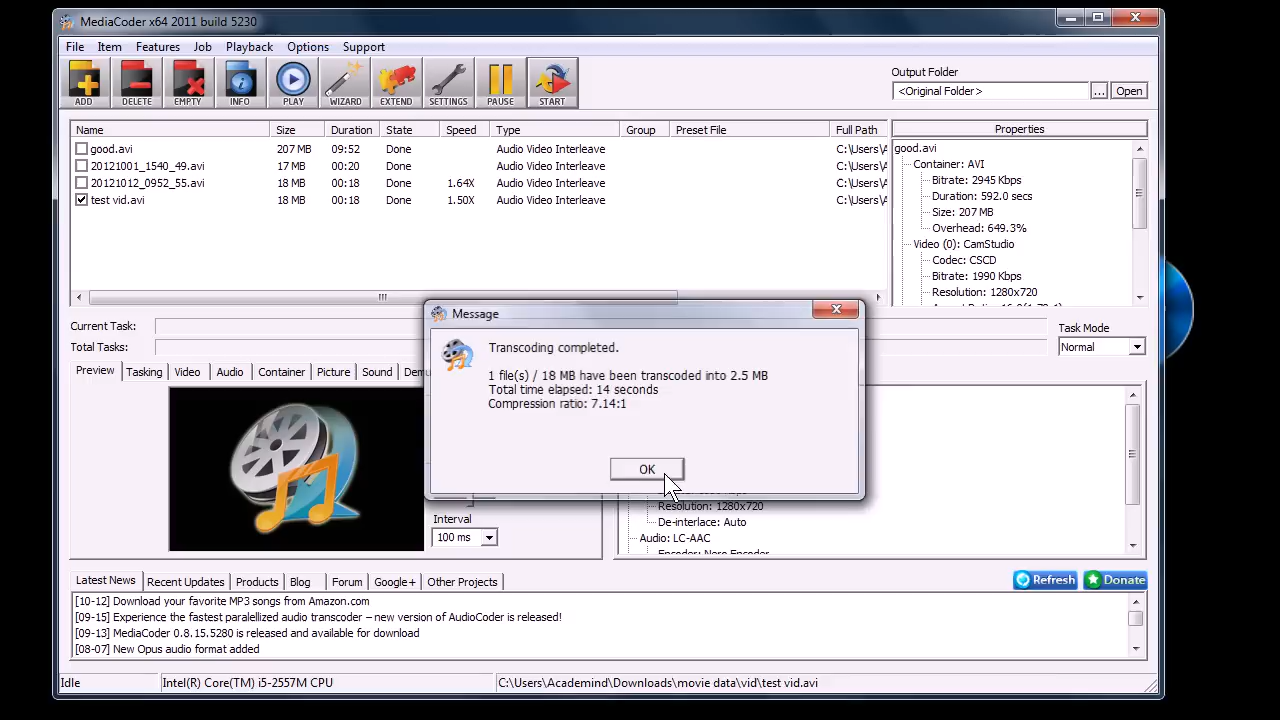 MediaCoder x64 2011 build 5230
File Item Features Job Playback Options Support
ADD DELETE EMPTY INFO PLAY WIZARD EXTEND SETTINGS PAUSE START
Output Folder
<Original Folder> ... Open
Name Size Duration State Speed Type Group Preset File Full Path
good.avi 207 MB 09:52 Done Audio Video Interleave C:\Users\A
20121001_1540_49.avi 17 MB 00:20 Done Audio Video Interleave C:\Users\A
20121012_0952_55.avi 18 MB 00:18 Done 1.64X Audio Video Interleave C:\Users\A
test vid.avi 18 MB 00:18 Done 1.50X Audio Video Interleave C:\Users\A
Properties
good.avi
Container: AVI
Bitrate: 2945 Kbps
Duration: 592.0 secs
Size: 207 MB
Overhead: 649.3%
Video (0): CamStudio
Codec: CSCD
Bitrate: 1990 Kbps
Resolution: 1280x720
Current Task:
Total Tasks:
Task Mode
Normal
Message
Transcoding completed.
1 file(s) / 18 MB have been transcoded into 2.5 MB
Total time elapsed: 14 seconds
Compression ratio: 7.14:1
OK
Preview Tasking Video Audio Container Picture Sound
Interval
100 ms
Resolution: 1280x720
De-interlace: Auto
Audio: LC-AAC
Encoder: Nero Encoder
Latest News Recent Updates Products Blog Forum Google+ Other Projects
Refresh Donate
[10-12] Download your favorite MP3 songs from Amazon.com
[09-15] Experience the fastest paralellized audio transcoder – new version of AudioCoder is released!
[09-13] MediaCoder 0.8.15.5280 is released and available for download
[08-07] New Opus audio format added
Idle Intel(R) Core(TM) i5-2557M CPU C:\Users\Academind\Downloads\movie data\vid\test vid.avi